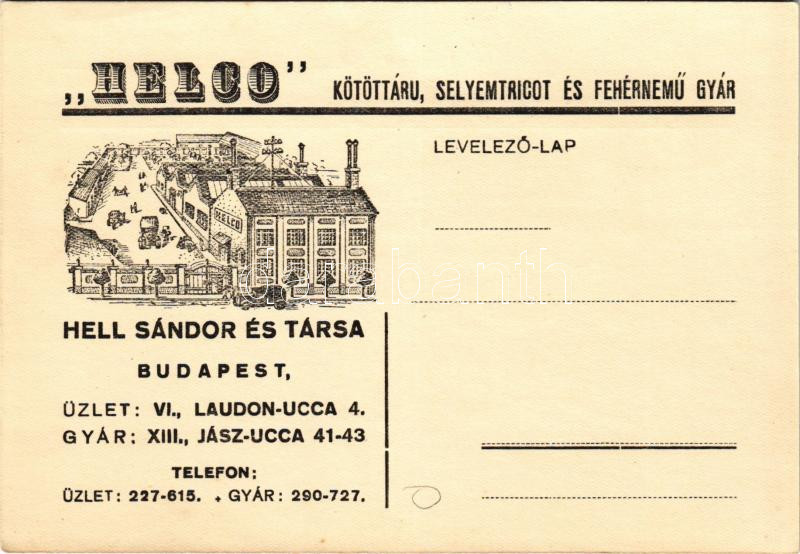 „HELCO” KÖTÖTTÁRU, SELYEMTRICOT ÉS FEHÉRNEMŰ GYÁR
LEVELEZŐ-LAP
HELCO
darabanth
HELL SÁNDOR ÉS TÁRSA
BUDAPEST,
ÜZLET: VI., LAUDON-UCCA 4.
GYÁR: XIII., JÁSZ-UCCA 41-43
TELEFON:
ÜZLET: 227-615. + GYÁR: 290-727.